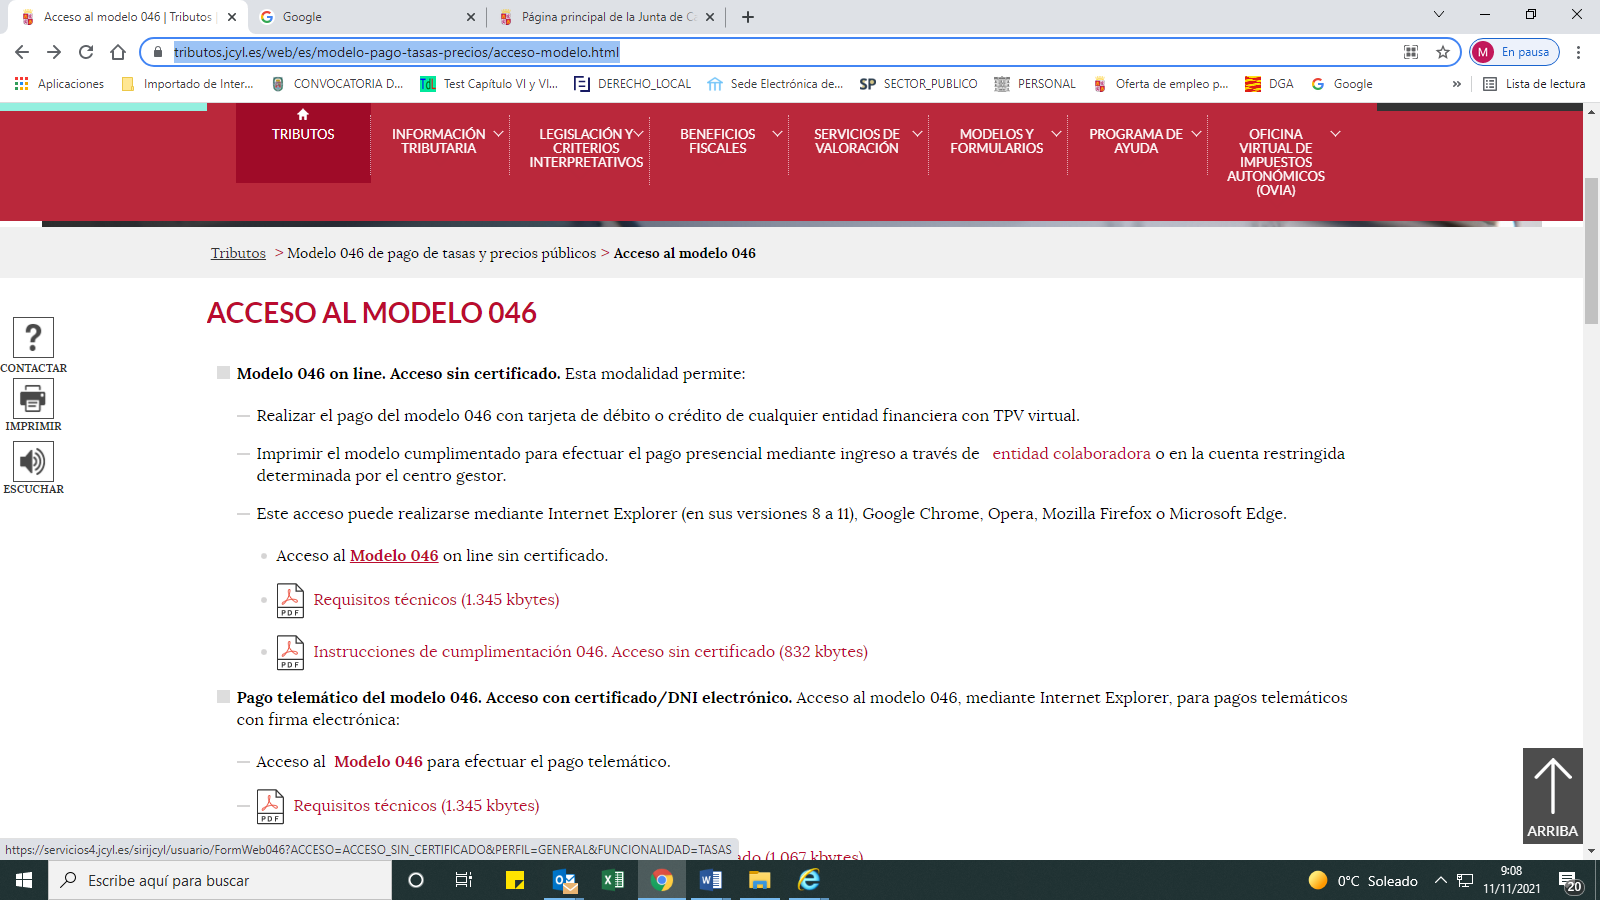 Acceso al modelo 046 | Tributos
Google
Página principal de la Junta de C
tributos.jcyl.es/web/es/modelo-pago-tasas-precios/acceso-modelo.html
M En pausa
Aplicaciones
Importado de Inter...
CONVOCATORIA D...
TdL Test Capítulo VI y VI...
DERECHO_LOCAL
Sede Electrónica de...
SP SECTOR_PUBLICO
PERSONAL
Oferta de empleo p...
DGA
Google
»
Lista de lectura
TRIBUTOS
INFORMACIÓN
TRIBUTARIA
LEGISLACIÓN Y
CRITERIOS
INTERPRETATIVOS
BENEFICIOS
FISCALES
SERVICIOS DE
VALORACIÓN
MODELOS Y
FORMULARIOS
PROGRAMA DE
AYUDA
OFICINA
VIRTUAL DE
IMPUESTOS
AUTONÓMICOS
(OVIA)
Tributos > Modelo 046 de pago de tasas y precios públicos > Acceso al modelo 046
ACCESO AL MODELO 046
?
CONTACTAR
IMPRIMIR
ESCUCHAR
Modelo 046 on line. Acceso sin certificado. Esta modalidad permite:
— Realizar el pago del modelo 046 con tarjeta de débito o crédito de cualquier entidad financiera con TPV virtual.
— Imprimir el modelo cumplimentado para efectuar el pago presencial mediante ingreso a través de entidad colaboradora o en la cuenta restringida
determinada por el centro gestor.
— Este acceso puede realizarse mediante Internet Explorer (en sus versiones 8 a 11), Google Chrome, Opera, Mozilla Firefox o Microsoft Edge.
Acceso al Modelo 046 on line sin certificado.
PDF Requisitos técnicos (1.345 kbytes)
PDF Instrucciones de cumplimentación 046. Acceso sin certificado (832 kbytes)
Pago telemático del modelo 046. Acceso con certificado/DNI electrónico. Acceso al modelo 046, mediante Internet Explorer, para pagos telemáticos
con firma electrónica:
— Acceso al Modelo 046 para efectuar el pago telemático.
— PDF Requisitos técnicos (1.345 kbytes)
ARRIBA
https://servicios4.jcyl.es/sirijcyl/usuario/FormWeb046?ACCESO=ACCESO_SIN_CERTIFICADO&PERFIL=GENERAL&FUNCIONALIDAD=TASAS
(1.067 kbytes)
Escribe aquí para buscar
0°C Soleado
9:08
11/11/2021
20